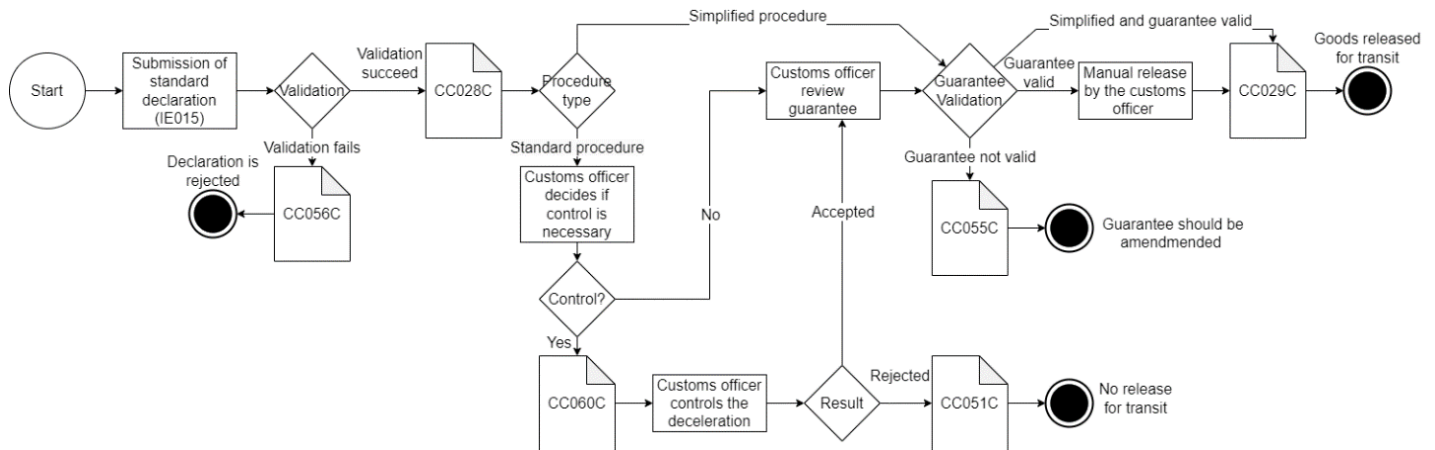 Start
Submission of
standard
declaration
(IE015)
Validation
Validation
succeed
Validation fails
Declaration is
rejected
CC056C
CC028C
Procedure
type
Simplified procedure
Standard procedure
Customs officer
decides if
control is
necessary
Control?
No
Yes
CC060C
Customs officer
controls the
deceleration
Result
Accepted
Rejected
CC051C
No release
for transit
Customs officer
review
guarantee
Guarantee
Validation
Simplified and guarantee valid
Guarantee
valid
Manual release
by the customs
officer
CC029C
Goods released
for transit
Guarantee not valid
CC055C
Guarantee should be
amendmended